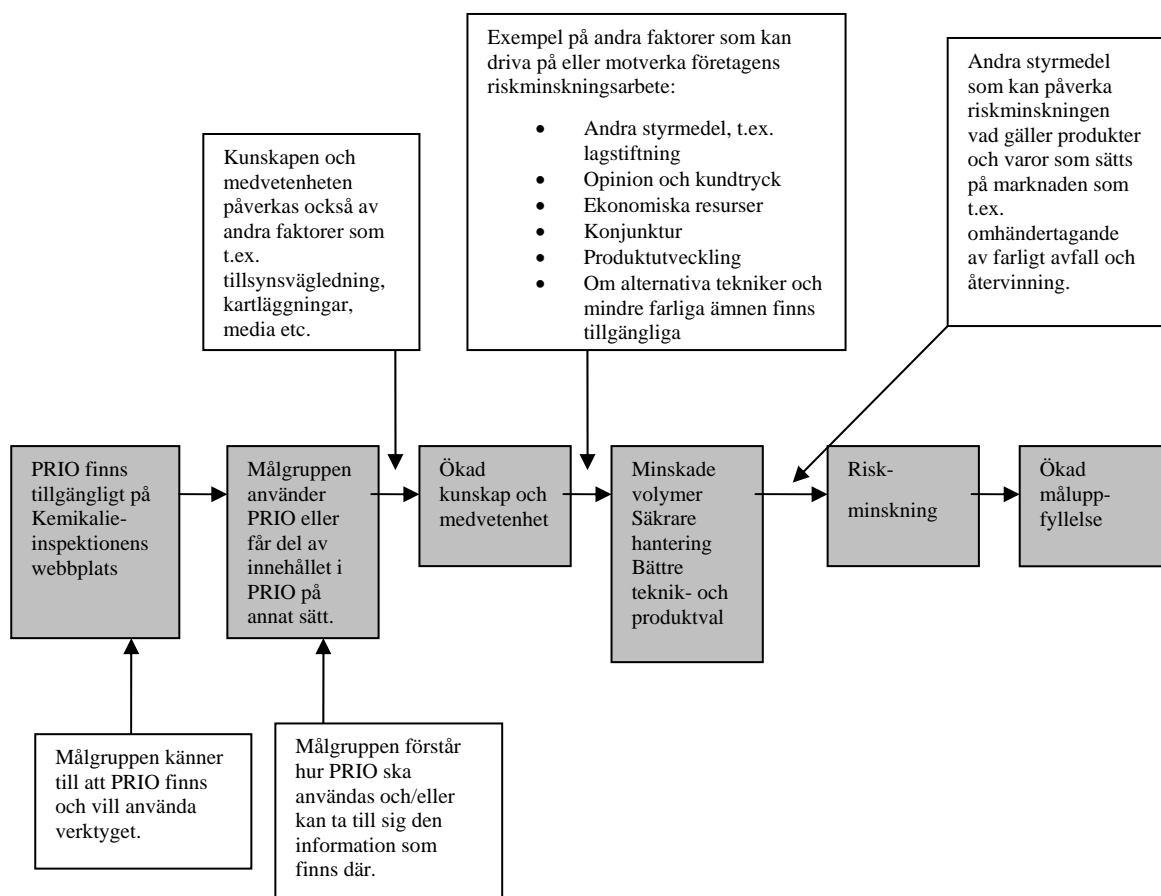 Exempel på andra faktorer som kan
driva på eller motverka företagens
riskminskningsarbete:
• Andra styrmedel, t.ex.
lagstiftning
• Opinion och kundtryck
• Ekonomiska resurser
• Konjunktur
• Produktutveckling
• Om alternativa tekniker och
mindre farliga ämnen finns
tillgängliga
Andra styrmedel
som kan påverka
riskminskningen
vad gäller produkter
och varor som sätts
på marknaden som
t.ex.
omhändertagande
av farligt avfall och
återvinning.
Kunskapen och
medvetenheten
påverkas också av
andra faktorer som
t.ex.
tillsynsvägledning,
kartläggningar,
media etc.
PRIO finns
tillgängligt på
Kemikalie-
inspektionens
webbplats
Målgruppen
använder
PRIO eller
får del av
innehållet i
PRIO på
annat sätt.
Ökad
kunskap och
medvetenhet
Minskade
volymer
Säkrare
hantering
Bättre
teknik- och
produktval
Risk-
minskning
Ökad
målupp-
fyllelse
Målgruppen känner
till att PRIO finns
och vill använda
verktyget.
Målgruppen förstår
hur PRIO ska
användas och/eller
kan ta till sig den
information som
finns där.